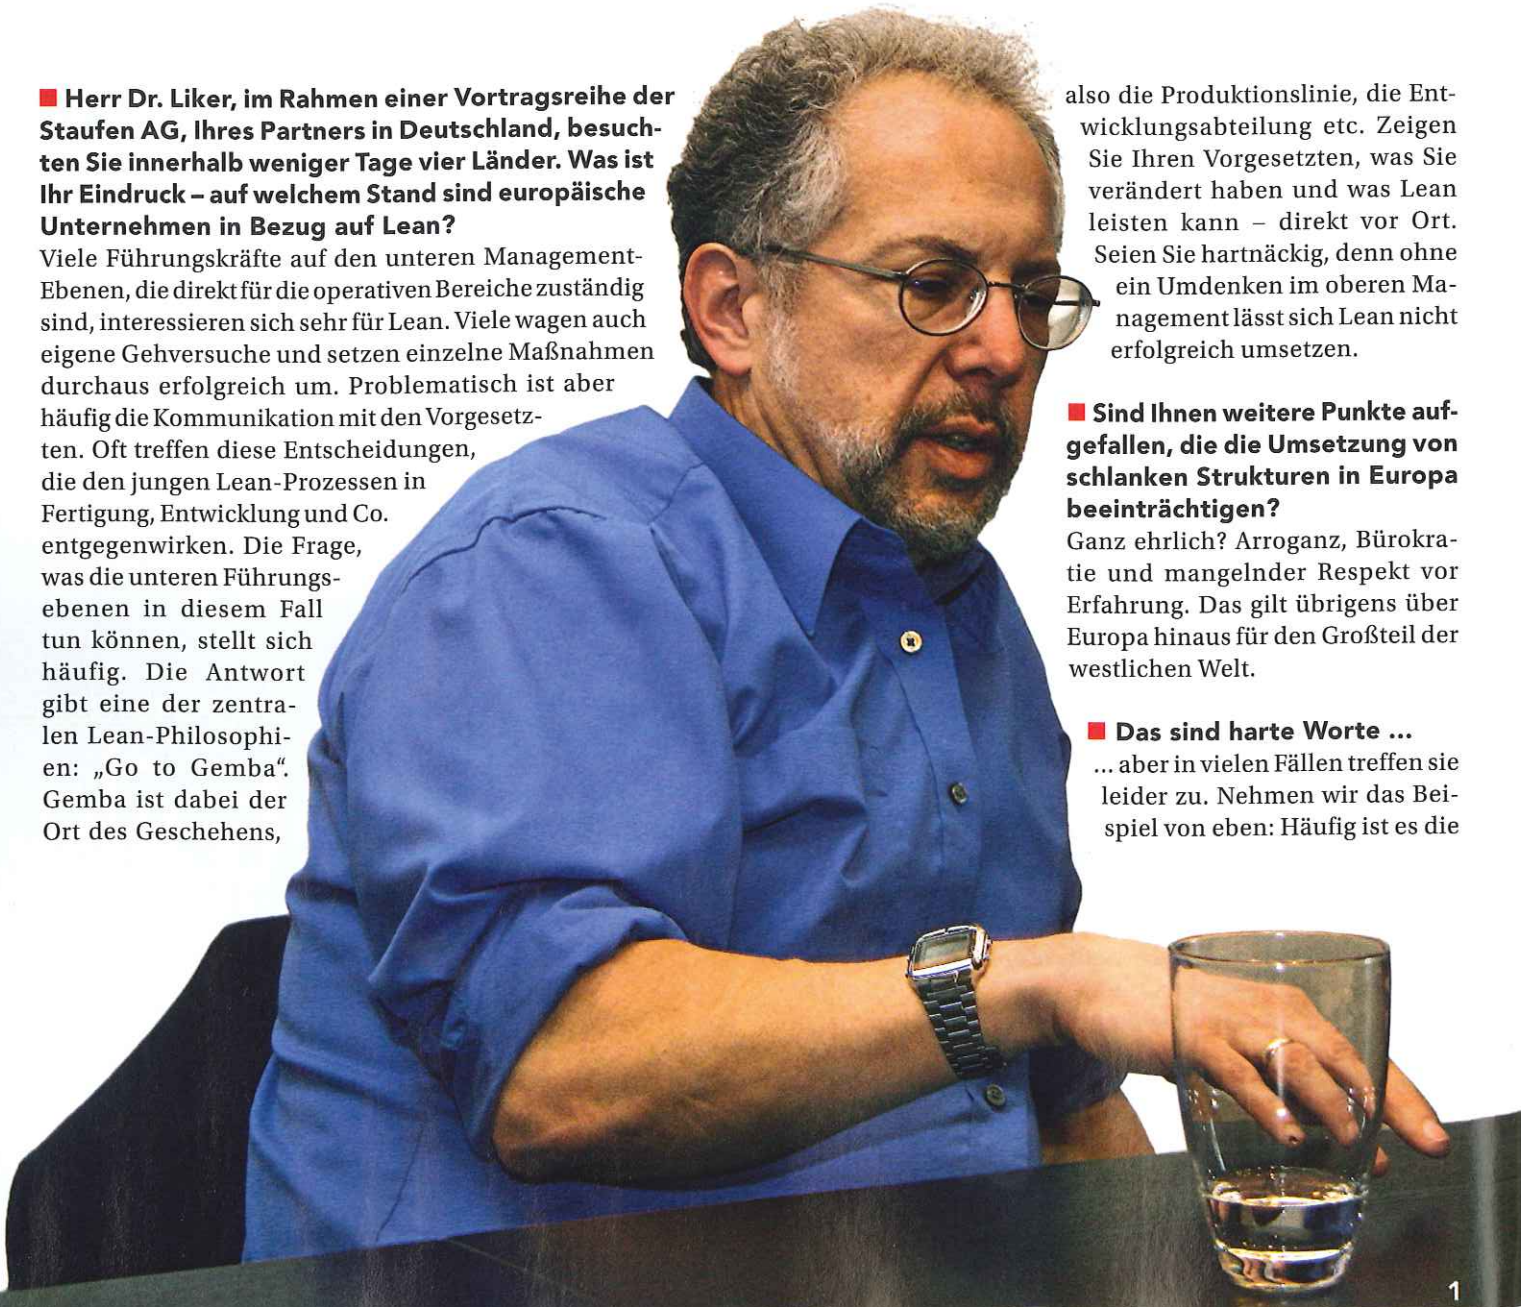 ■ Herr Dr. Liker, im Rahmen einer Vortragsreihe der
Staufen AG, Ihres Partners in Deutschland, besuch-
ten Sie innerhalb weniger Tage vier Länder. Was ist
Ihr Eindruck – auf welchem Stand sind europäische
Unternehmen in Bezug auf Lean?
Viele Führungskräfte auf den unteren Management-
Ebenen, die direkt für die operativen Bereiche zuständig
sind, interessieren sich sehr für Lean. Viele wagen auch
eigene Gehversuche und setzen einzelne Maßnahmen
durchaus erfolgreich um. Problematisch ist aber
häufig die Kommunikation mit den Vorgesetz-
ten. Oft treffen diese Entscheidungen,
die den jungen Lean-Prozessen in
Fertigung, Entwicklung und Co.
entgegenwirken. Die Frage,
was die unteren Führungs-
ebenen in diesem Fall
tun können, stellt sich
häufig. Die Antwort
gibt eine der zentra-
len Lean-Philosophi-
en: „Go to Gemba“.
Gemba ist dabei der
Ort des Geschehens,
also die Produktionslinie, die Ent-
wicklungsabteilung etc. Zeigen
Sie Ihren Vorgesetzten, was Sie
verändert haben und was Lean
leisten kann – direkt vor Ort.
Seien Sie hartnäckig, denn ohne
ein Umdenken im oberen Ma-
nagement lässt sich Lean nicht
erfolgreich umsetzen.
■ Sind Ihnen weitere Punkte auf-
gefallen, die die Umsetzung von
schlanken Strukturen in Europa
beeinträchtigen?
Ganz ehrlich? Arroganz, Bürokra-
tie und mangelnder Respekt vor
Erfahrung. Das gilt übrigens über
Europa hinaus für den Großteil der
westlichen Welt.
■ Das sind harte Worte ...
... aber in vielen Fällen treffen sie
leider zu. Nehmen wir das Bei-
spiel von eben: Häufig ist es die
1